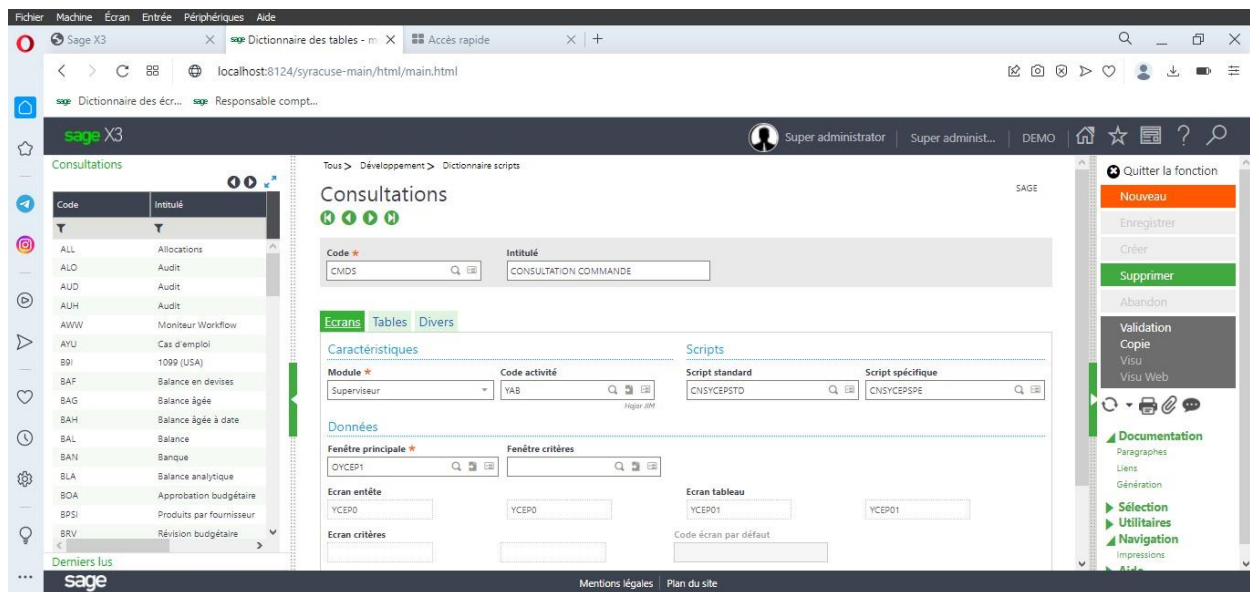 Fichier Machine Écran Entrée Périphériques Aide
Sage X3 sage Dictionnaire des tables - m Accès rapide
localhost:8124/syracuse-main/html/main.html
sage Dictionnaire des écr... sage Responsable compt...
sage X3 Super administrator Super administ... DEMO
Consultations
Code Intitulé
ALL Allocations
ALO Audit
AUD Audit
AUH Audit
AWW Moniteur Workflow
AYU Cas d'emploi
B9I 1099 (USA)
BAF Balance en devises
BAG Balance âgée
BAH Balance âgée à date
BAL Balance
BAN Banque
BLA Balance analytique
BOA Approbation budgétaire
BPSI Produits par fournisseur
BRV Révision budgétaire
Derniers lus
Tous > Développement > Dictionnaire scripts
Consultations
SAGE
Code * Intitulé
CMDS CONSULTATION COMMANDE
Ecrans Tables Divers
Caractéristiques Scripts
Module * Code activité Script standard Script spécifique
Superviseur YAB CNSYCEPSTD CNSYCEPSPE
Hajar JIM
Données
Fenêtre principale * Fenêtre critères
OYCEP1
Ecran entête Ecran tableau
YCEP0 YCEP0 YCEP01 YCEP01
Ecran critères Code écran par défaut
Quitter la fonction
Nouveau
Enregistrer
Créer
Supprimer
Abandon
Validation
Copie
Visu
Visu Web
Documentation
Paragraphes
Liens
Génération
Sélection
Utilitaires
Navigation
Impressions
sage Mentions légales Plan du site